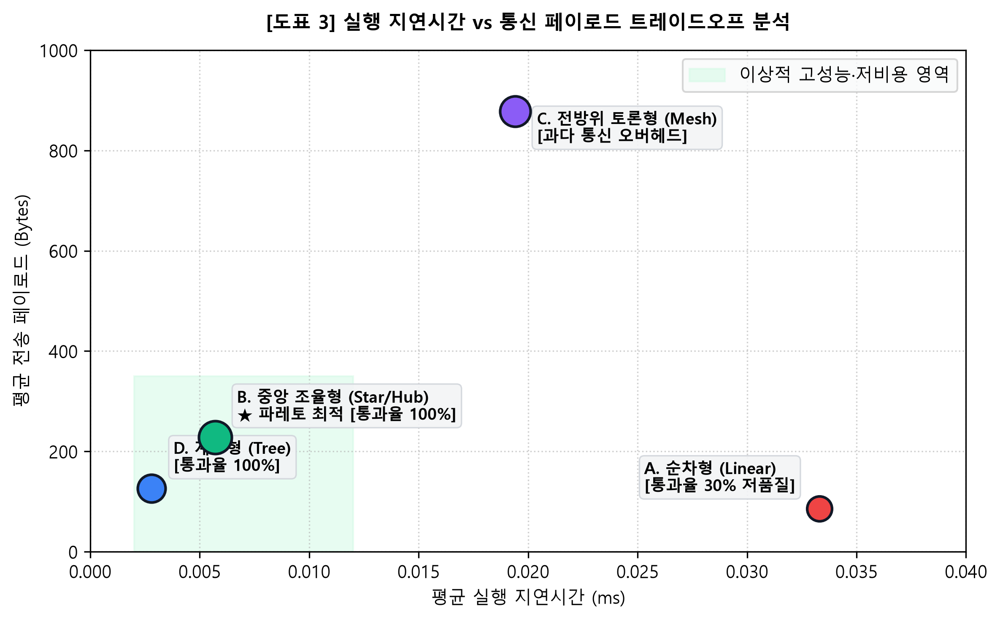 [도표 3] 실행 지연시간 vs 통신 페이로드 트레이드오프 분석
1000
800
600
400
200
0
평균 전송 페이로드 (Bytes)
이상적 고성능·저비용 영역
C. 전방위 토론형 (Mesh)
[과다 통신 오버헤드]
B. 중앙 조율형 (Star/Hub)
★ 파레토 최적 [통과율 100%]
D. (Tree)
[통과율 100%]
A. 순차형 (Linear)
[통과율 30% 저품질]
0.000 0.005 0.010 0.015 0.020 0.025 0.030 0.035 0.040
평균 실행 지연시간 (ms)